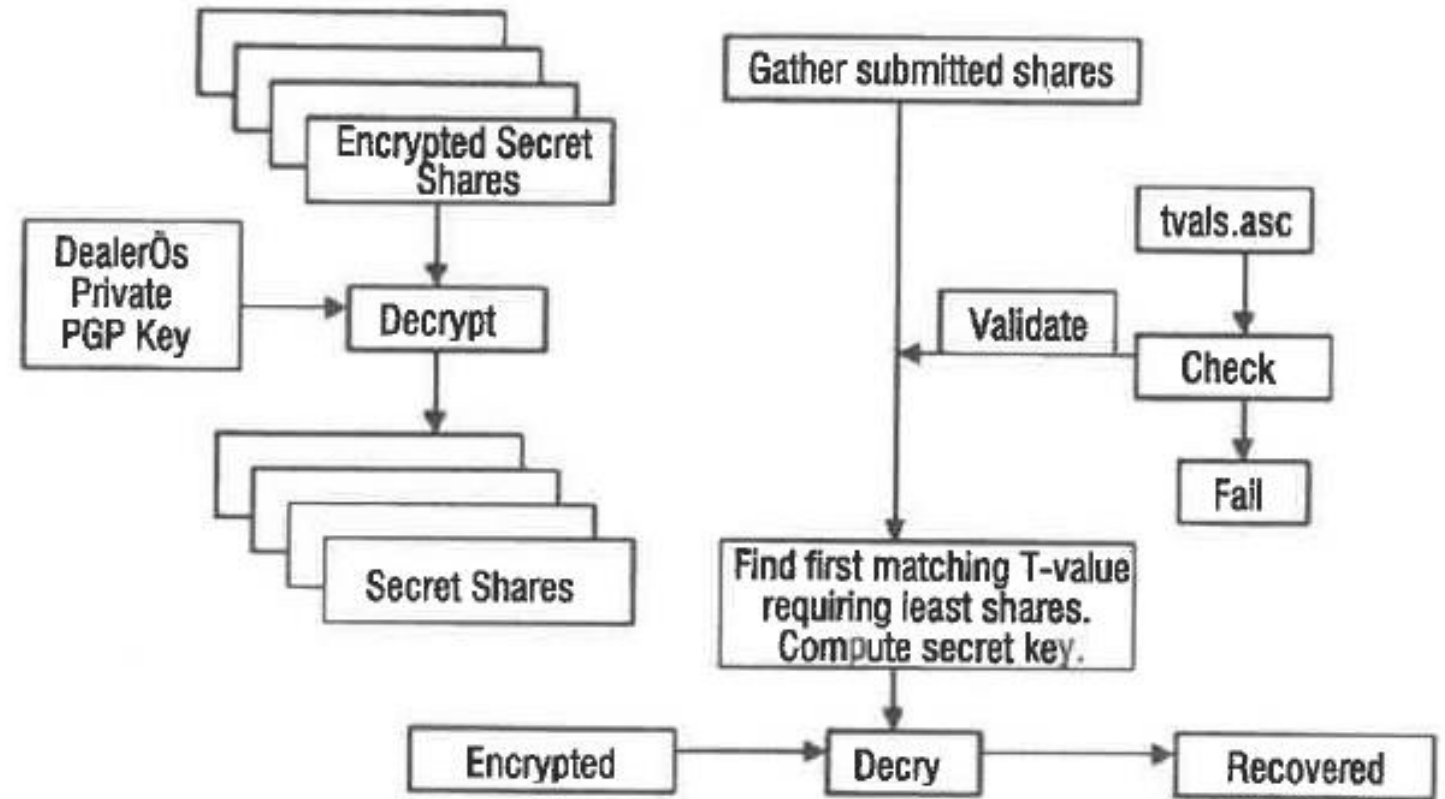 Encrypted Secret
Shares
Dealer֚s
Private
PGP Key
Decrypt
Secret Shares
Gather submitted shares
tvals.asc
Validate
Check
Fail
Find first matching T-value
requiring least shares.
Compute secret key.
Encrypted
Decry
Recovered